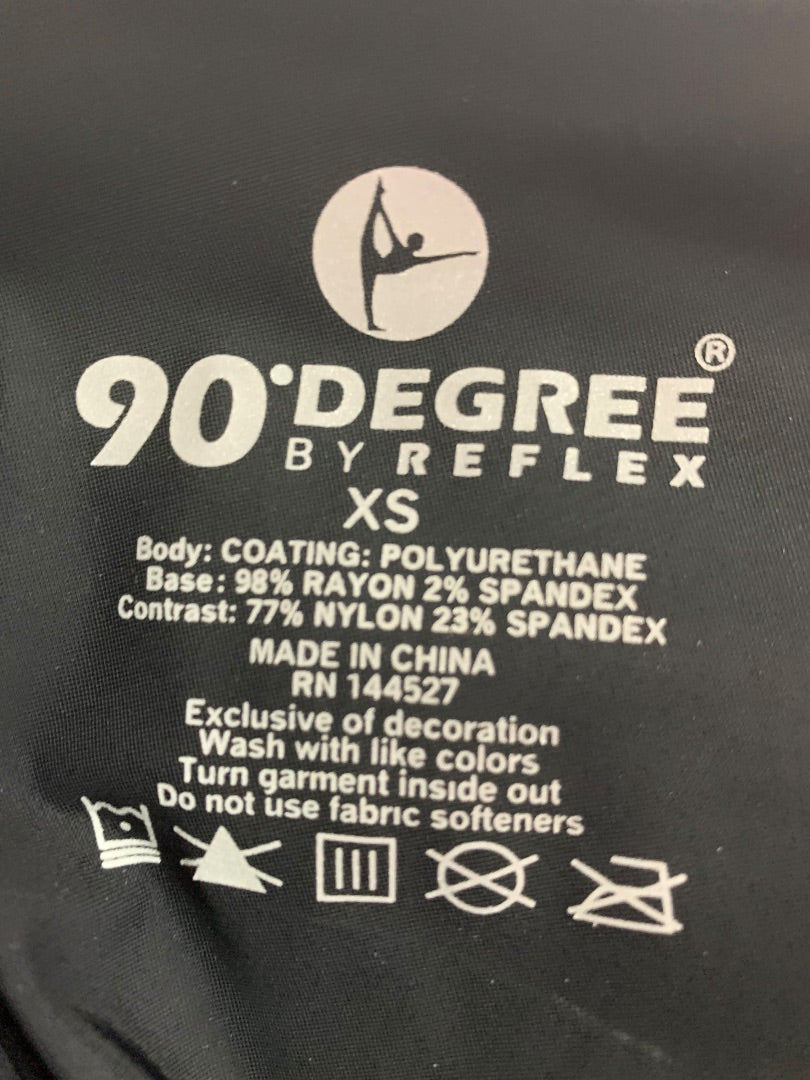 90°DEGREE®
BY REFLEX
XS
Body: COATING: POLYURETHANE
Base: 98% RAYON 2% SPANDEX
Contrast: 77% NYLON 23% SPANDEX
MADE IN CHINA
RN 144527
Exclusive of decoration
Wash with like colors
Turn garment inside out
Do not use fabric softeners